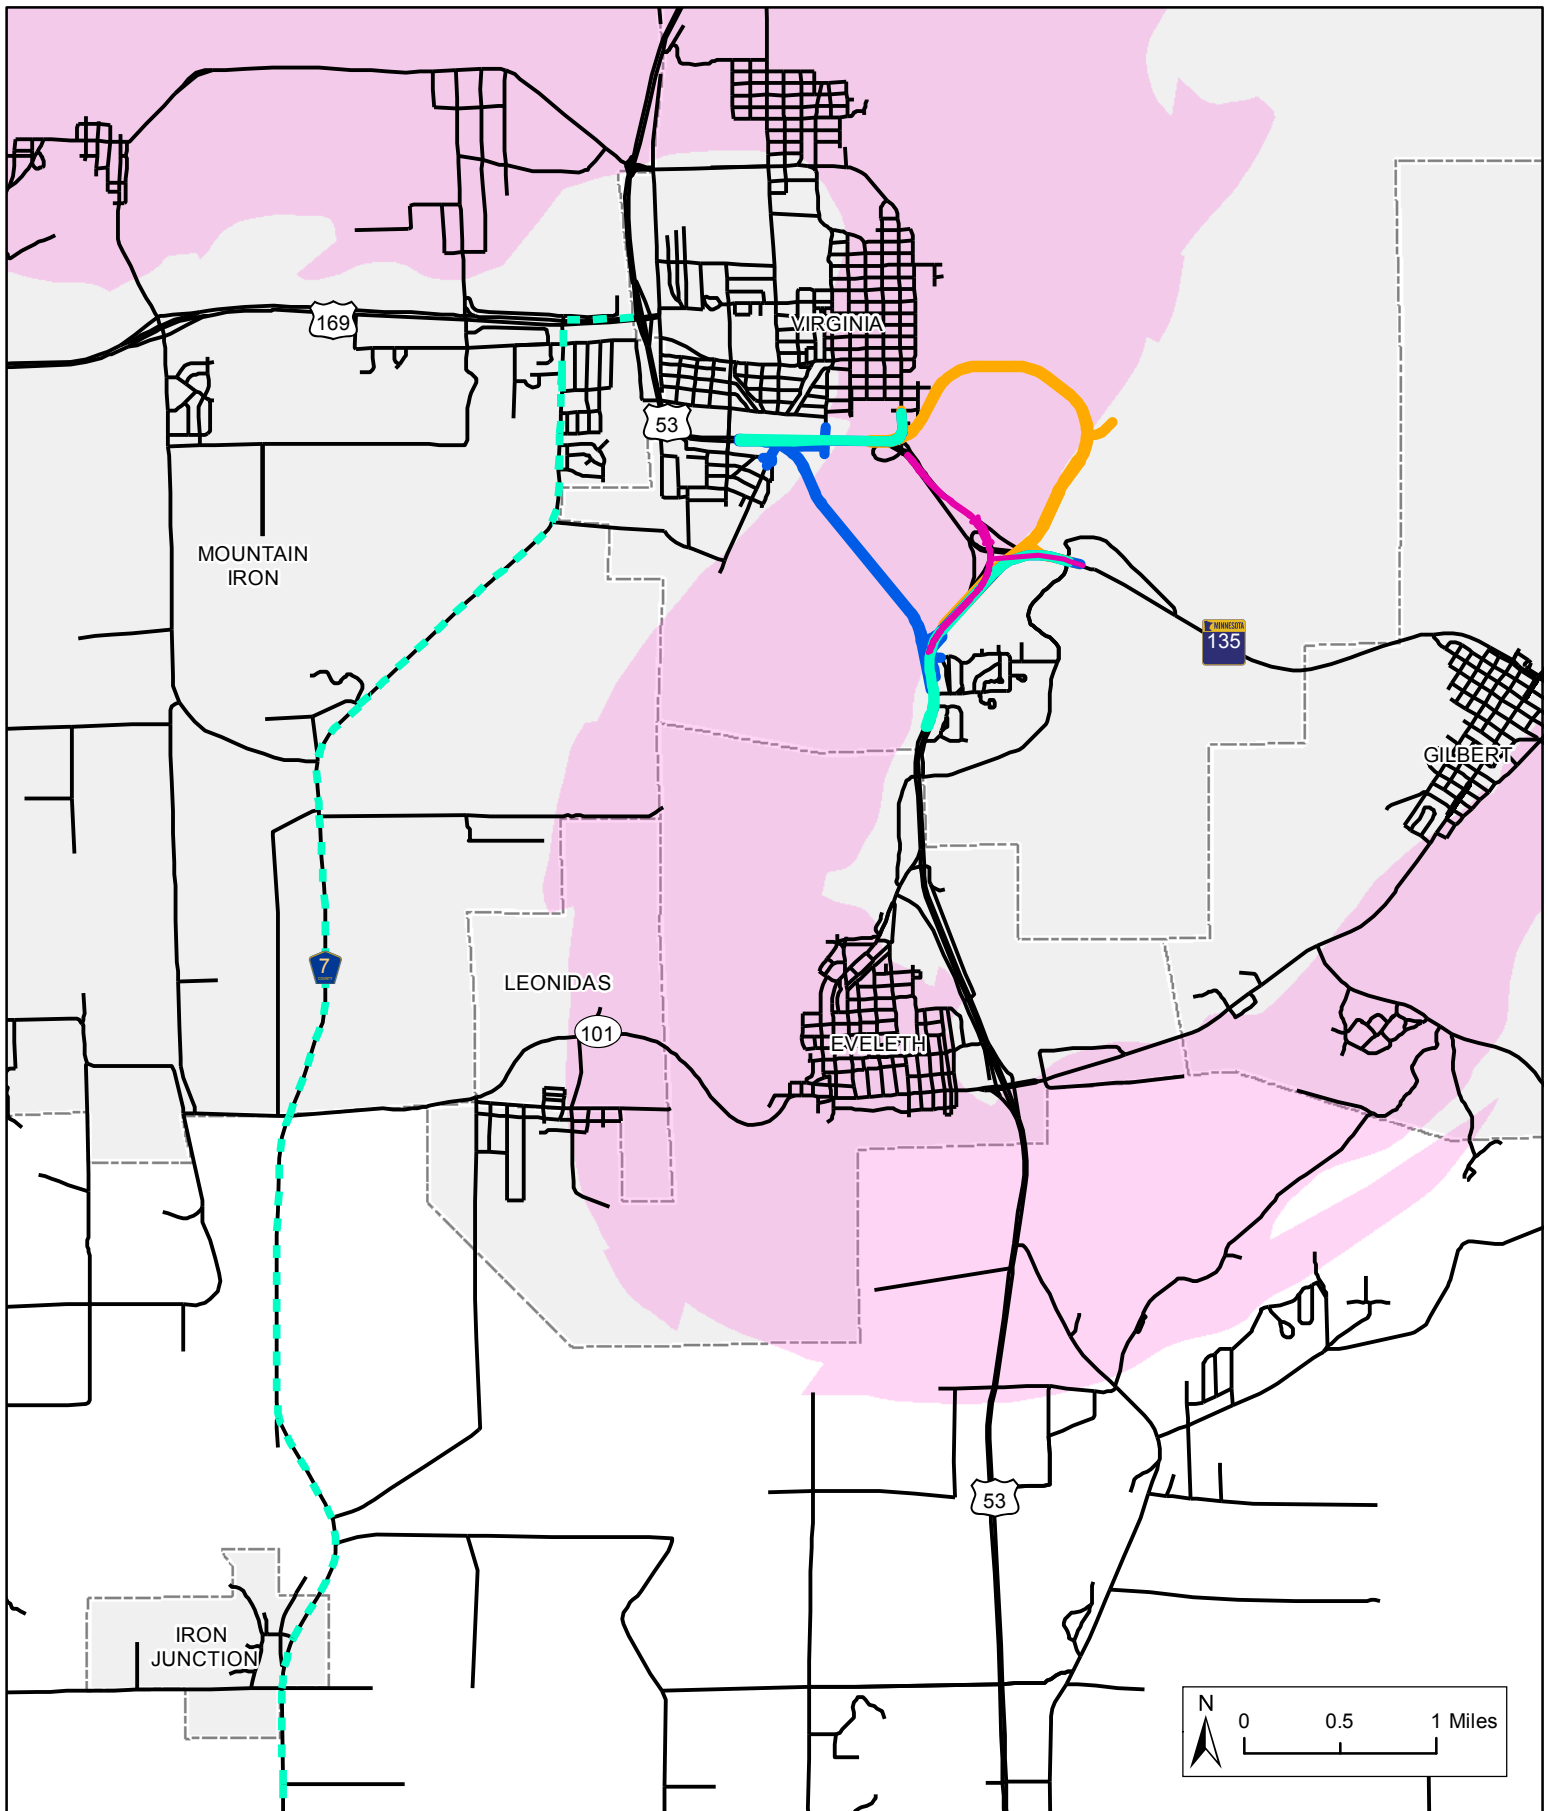 169
VIRGINIA
53
MOUNTAIN
IRON
MINNESOTA
135
GILBERT
7
COUNTY
LEONIDAS
101
EVELETH
53
IRON
JUNCTION
N
0 0.5 1 Miles